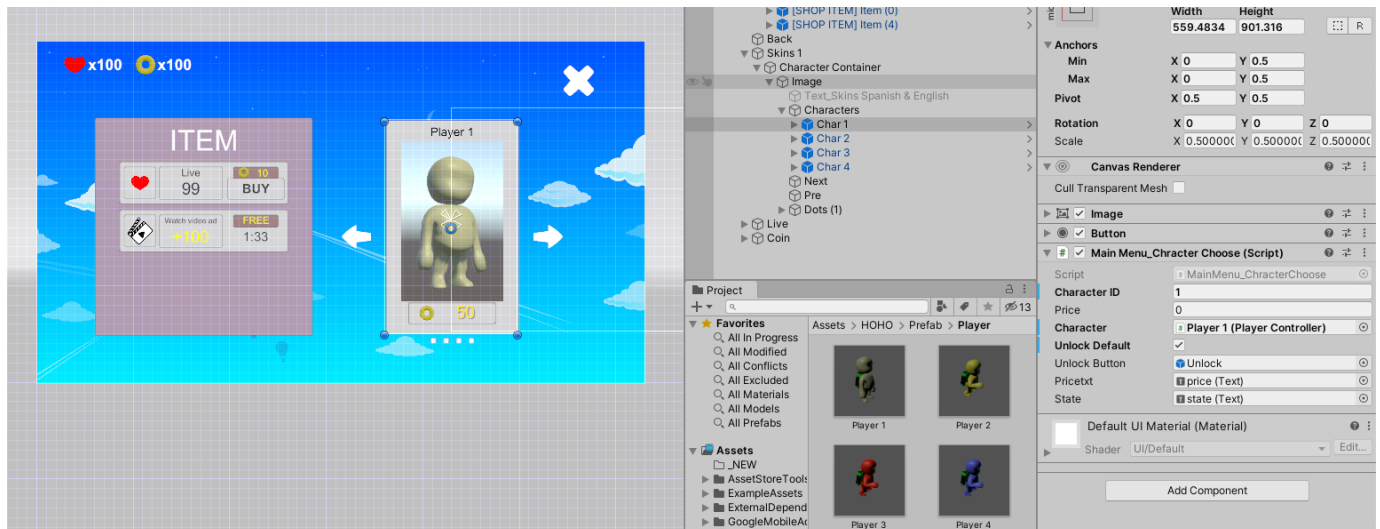 x100 x100
ITEM
Live
99
10
BUY
Watch video ad
+100
FREE
1:33
Player 1
50
[SHOP ITEM] Item (0)
[SHOP ITEM] Item (4)
Back
Skins 1
Character Container
Image
Text_Skins Spanish & English
Characters
Char 1
Char 2
Char 3
Char 4
Next
Pre
Dots (1)
Live
Coin
Project
13
Favorites
All In Progress
All Modified
All Conflicts
All Excluded
All Materials
All Models
All Prefabs
Assets
_NEW
AssetStoreTools
ExampleAssets
ExternalDepend
GoogleMobileAc
Assets > HOHO > Prefab > Player
Player 1
Player 2
Player 3
Player 4
Width Height
559.4834 901.316
R
Anchors
Min X 0 Y 0.5
Max X 0 Y 0.5
Pivot X 0.5 Y 0.5
Rotation X 0 Y 0 Z 0
Scale X 0.500000 Y 0.500000 Z 0.500000
Canvas Renderer
Cull Transparent Mesh
Image
Button
# Main Menu_Chracter Choose (Script)
Script # MainMenu_ChracterChoose
Character ID 1
Price 0
Character # Player 1 (Player Controller)
Unlock Default
Unlock Button Unlock
Pricetxt price (Text)
State state (Text)
Default UI Material (Material)
Shader UI/Default Edit...
Add Component